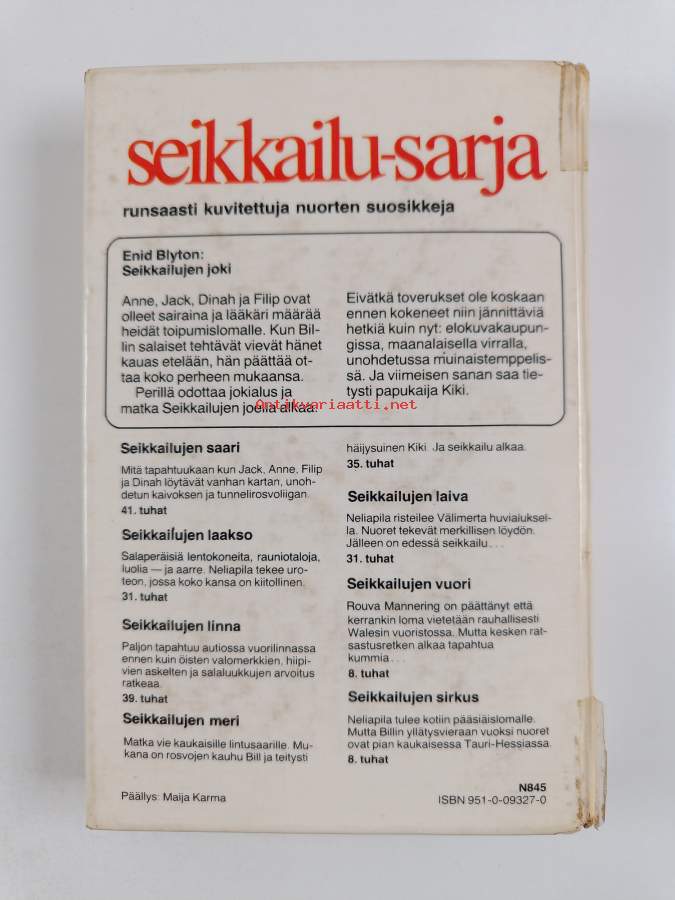 seikkailu-sarja
runsaasti kuvitettuja nuorten suosikkeja
Enid Blyton:
Seikkailujen joki
Anne, Jack, Dinah ja Filip ovat
olleet sairaina ja lääkäri määrää
heidät toipumislomalle. Kun Bil-
lin salaiset tehtävät vievät hänet
kauas etelään, hän päättää ot-
taa koko perheen mukaansa.
Perillä odottaa jokialus ja
matka Seikkailujen joella alkaa.
Eivätkä toverukset ole koskaan
ennen kokeneet niin jännittäviä
hetkiä kuin nyt: elokuvakaupun-
gissa, maanalaisella virralla,
unohdetussa muinaistemppelis-
sä. Ja viimeisen sanan saa tie-
tysti papukaija Kiki.
Antikvariaatti.net
Seikkailujen saari
Mitä tapahtuukaan kun Jack, Anne, Filip
ja Dinah löytävät vanhan kartan, unoh-
detun kaivoksen ja tunnelirosvoliigan.
41. tuhat
Seikkailujen laakso
Salaperäisiä lentokoneita, rauniotaloja,
luolia — ja aarre. Neliapila tekee uro-
teon, jossa koko kansa on kiitollinen.
31. tuhat
Seikkailujen linna
Paljon tapahtuu autiossa vuorilinnassa
ennen kuin öisten valomerkkien, hiipi-
vien askelten ja salaluukkujen arvoitus
ratkeaa.
39. tuhat
Seikkailujen meri
Matka vie kaukaisille lintusaarille. Mu-
kana on rosvojen kauhu Bill ja teitysti
häijysuinen Kiki. Ja seikkailu alkaa.
35. tuhat
Seikkailujen laiva
Neliapila risteilee Välimerta huvialuksel-
la. Nuoret tekevät merkillisen löydön.
Jälleen on edessä seikkailu...
31. tuhat
Seikkailujen vuori
Rouva Mannering on päättänyt että
kerrankin loma vietetään rauhallisesti
Walesin vuoristossa. Mutta kesken rat-
sastusretken alkaa tapahtua
kummia...
8. tuhat
Seikkailujen sirkus
Neliapila tulee kotiin pääsiäislomalle.
Mutta Billin yllätysvieraan vuoksi nuoret
ovat pian kaukaisessa Tauri-Hessiassa.
8. tuhat
Päällys: Maija Karma
N845
ISBN 951-0-09327-0